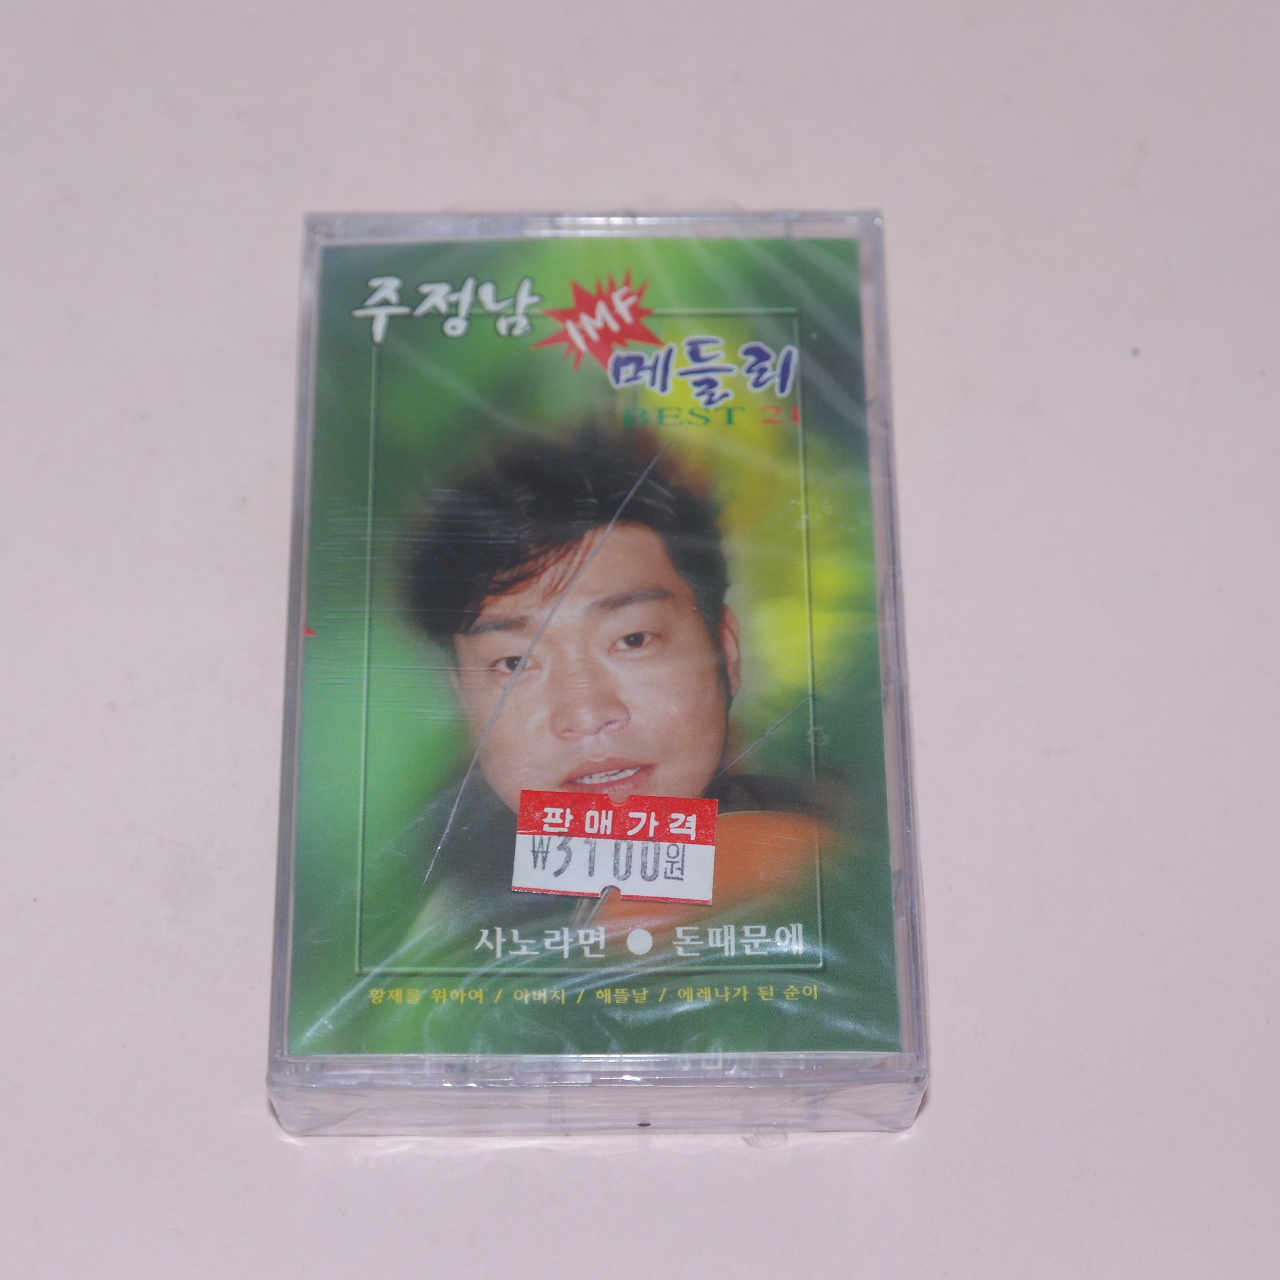 주정남
IMF
메들리
BEST 21
판매가격
₩3100원
사노라면 ● 돈때문에
황제를 위하여 / 아버지 / 해뜰날 / 에레나가 된 순이